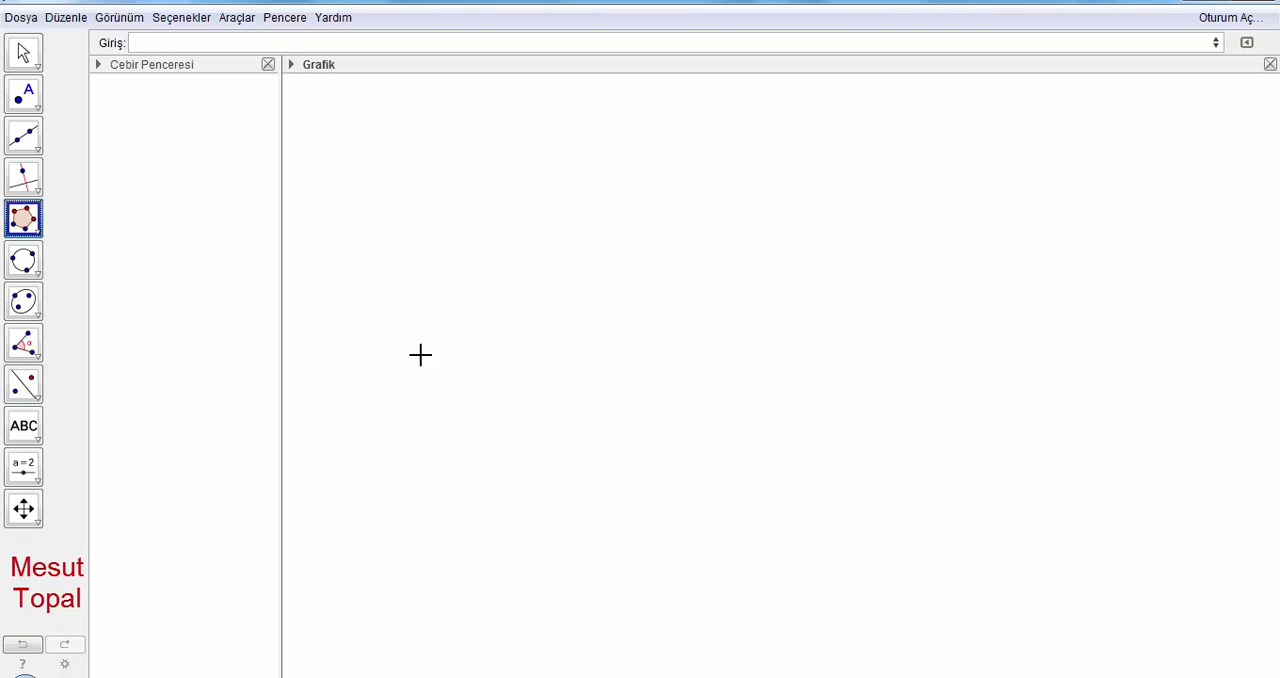 Dosya Düzenle Görünüm Seçenekler Araçlar Pencere Yardım Oturum Aç...
Giriş:
Cebir Penceresi Grafik
A
α
ABC
a=2
Mesut
Topal
?